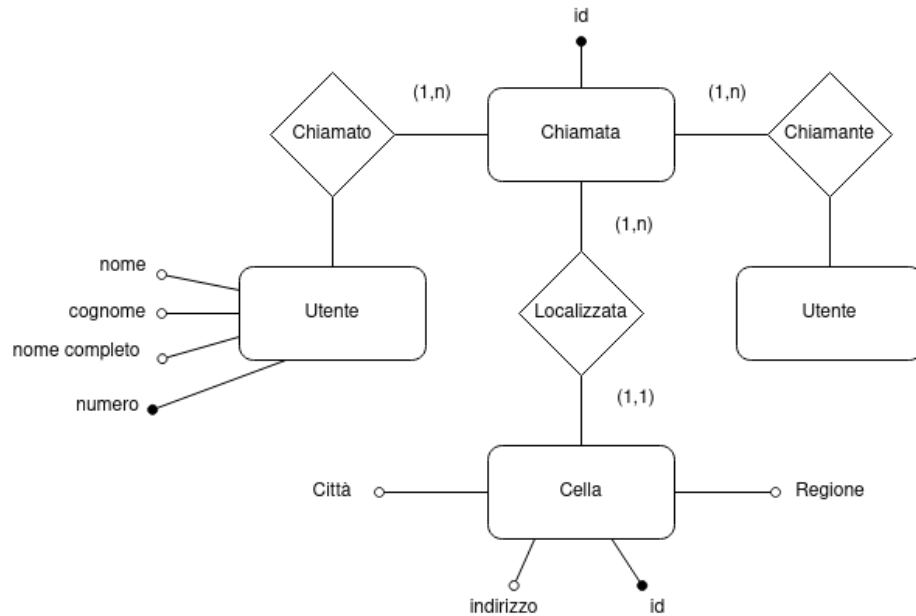 id
(1,n)
(1,n)
Chiamato
Chiamata
Chiamante
(1,n)
nome
cognome
nome completo
numero
Utente
Localizzata
Utente
(1,1)
Città
Cella
Regione
indirizzo
id